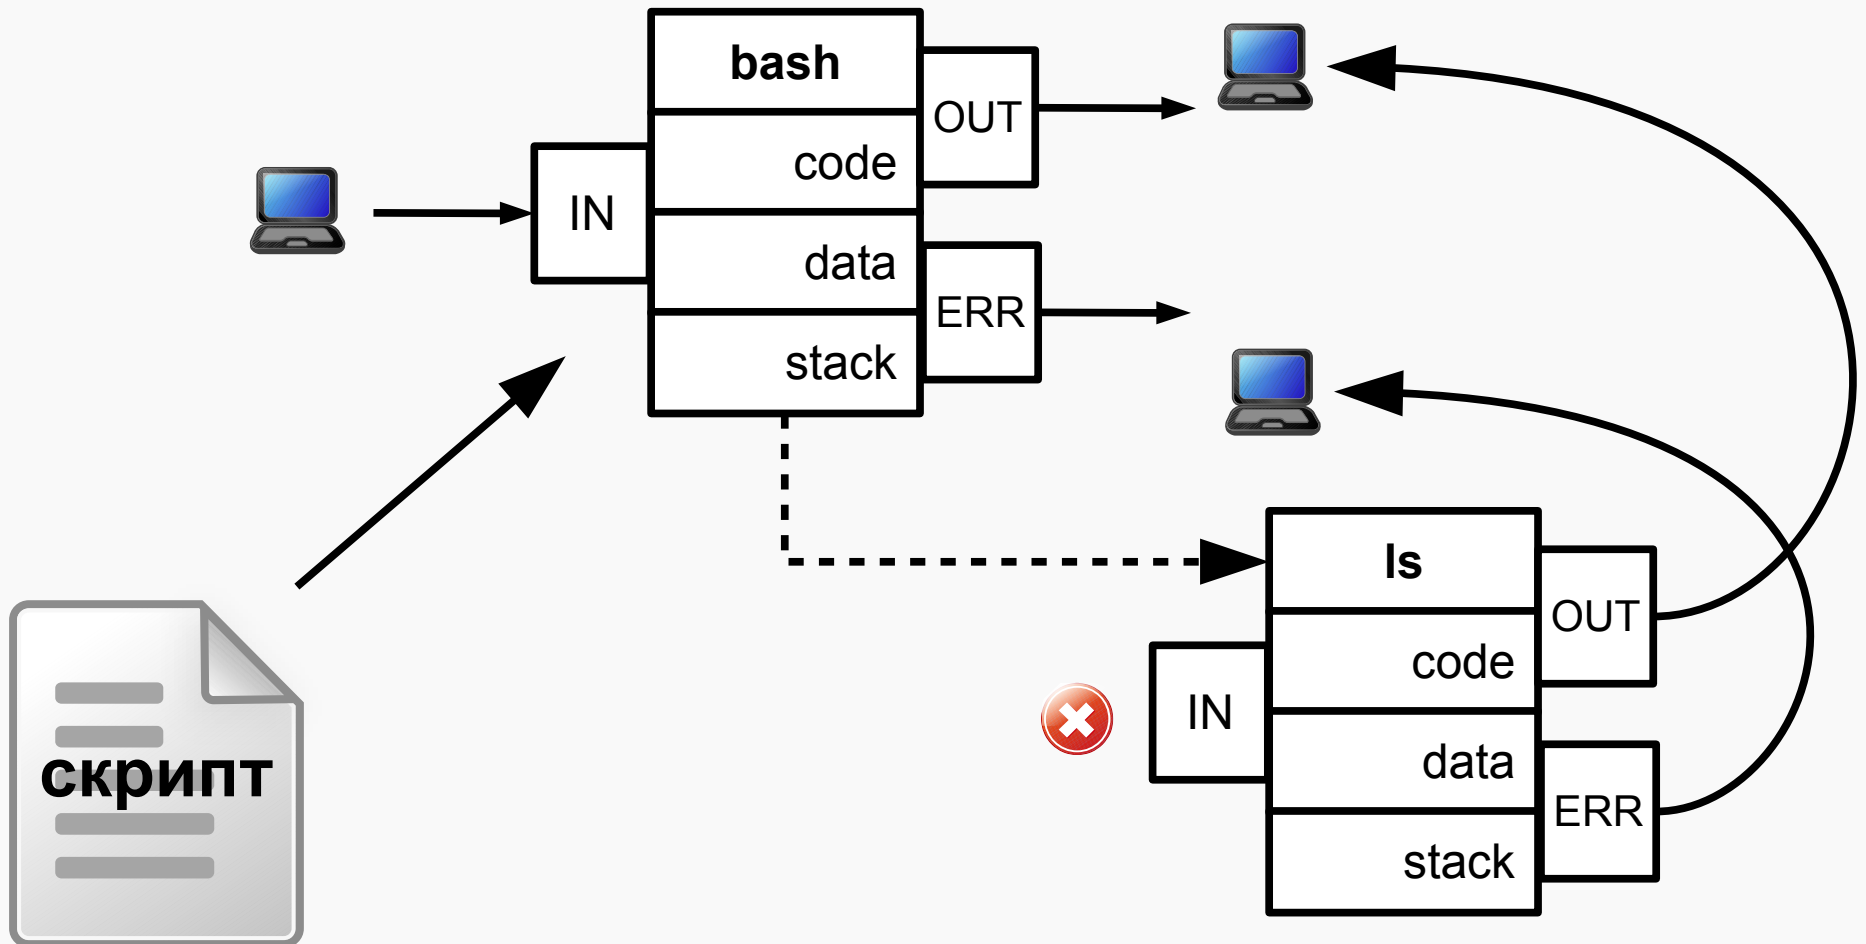 bash
code
data
stack
IN
OUT
ERR
скрипт
ls
code
data
stack
IN
OUT
ERR